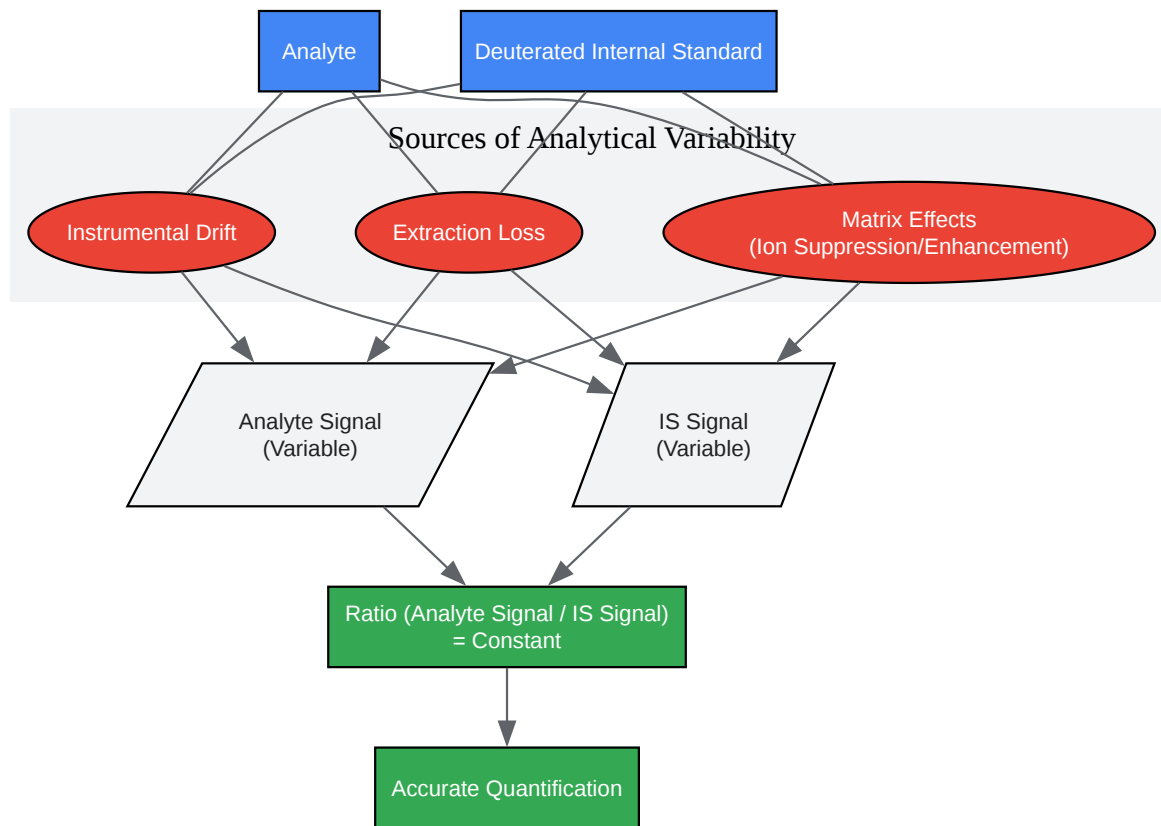 Analyte
Deuterated Internal Standard
Sources of Analytical Variability
Instrumental Drift
Extraction Loss
Matrix Effects
(Ion Suppression/Enhancement)
Analyte Signal
(Variable)
IS Signal
(Variable)
Ratio (Analyte Signal / IS Signal)
= Constant
Accurate Quantification